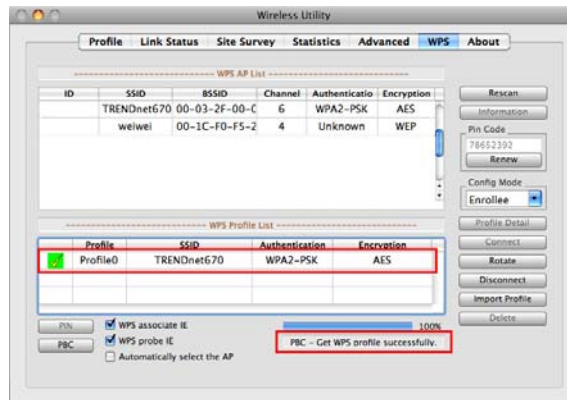 Wireless Utility
Profile Link Status Site Survey Statistics Advanced WPS About
WPS AP List
ID SSID BSSID Channel Authenticatio Encryption
TRENDnet670 00-03-2F-00-C 6 WPA2-PSK AES
weiwei 00-1C-F0-F5-2 4 Unknown WEP
Rescan
Information
Pin Code
78652392
Renew
Config Mode
Enrollee
WPS Profile List
Profile SSID Authentication Encryption
Profile0 TRENDnet670 WPA2-PSK AES
Profile Detail
Connect
Rotate
Disconnect
Import Profile
Delete
PIN WPS associate IE 100%
PBC WPS probe IE PBC - Get WPS profile successfully.
Automatically select the AP